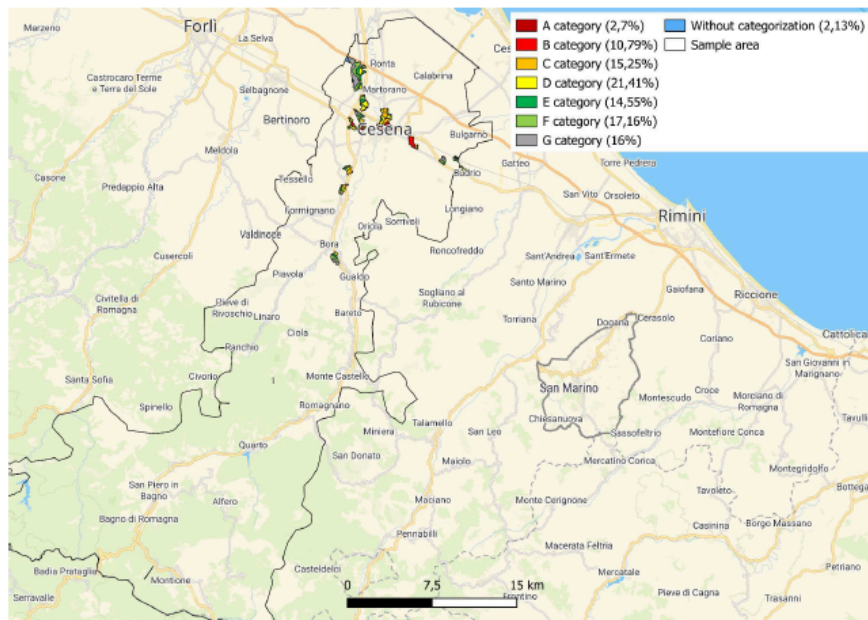 A category (2,7%)
B category (10,79%)
C category (15,25%)
D category (21,41%)
E category (14,55%)
F category (17,16%)
G category (16%)
Without categorization (2,13%)
Sample area
Marzeno
Forlì
La Selva
Ronta
Ces
Castrocaro Terme
e Terra del Sole
Selbagnone
Calabrina
Martorano
Bertinoro
Cesena
Bulgarno
Meldola
Gatteo
Torre Pedrera
Casone
Tessello
Budrio
Predappio Alta
San Vito
Orsoleto
Formignano
Longiano
Rimini
Valdinoce
Oriola
Sorrivoli
Bora
Roncofreddo
Cusercoli
Sant'Andrea
Sant'Ermete
Piavola
Gualdo
Santo Marino
Gaiofana
Civitella di
Romagna
Pieve di
Rivoschio
Sogliano al
Rubicone
Riccione
Linaro
Bareto
Torriana
Dogana
Cerasolo
Ciola
Coriano
Cattolica
Ranchio
San Giovanni in
Marignano
Santa Sofia
Civorio
1
Monte Castello
San Marino
Croce
Montescudo
Morciano di
Romagna
Spinello
Romagnano
Talamello
Chiesanuova
Tavulli
Miniera
San Leo
Sassofeltrio
Montefiore Conca
Quarto
San Donato
Maiolo
Mercatino Conca
Montegridolfo
San Piero in
Bagno
Alfero
Maciano
Monte Cerignone
Tavoleto
Bottega
Bagno di Romagna
Pennabilli
Casinina
Borgo Massano
Macerata Feltria
Badia Prataglia
Montione
Casteldelci
Petriano
Mercatale
Serravalle
Frontino
Pieve di Cagna
Trasanni
0
7,5
15 km